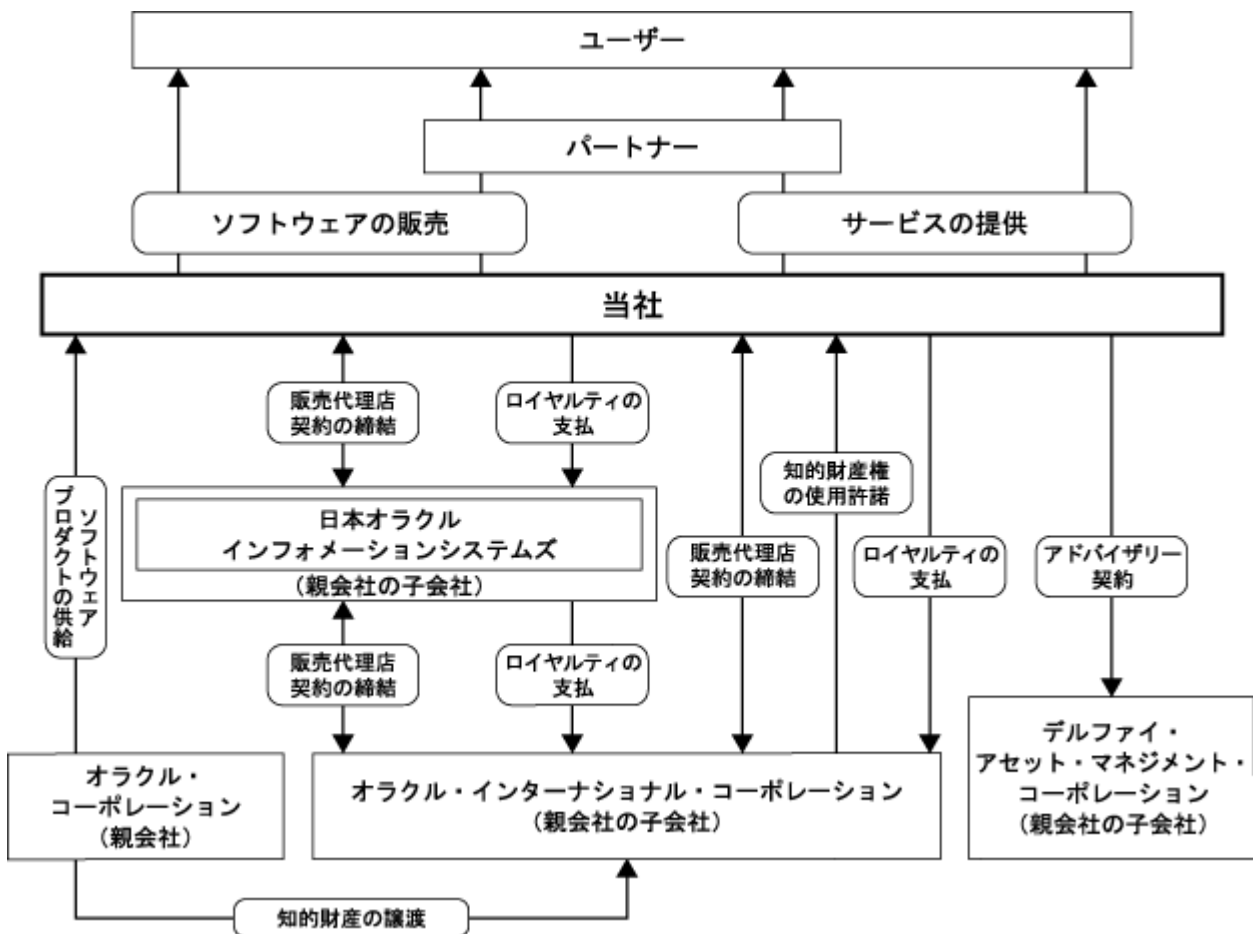 ユーザー
パートナー
ソフトウェアの販売
サービスの提供
当社
販売代理店
契約の締結
ロイヤルティの
支払
知的財産権
の使用許諾
ソフトウェア
プロダクトの供給
日本オラクル
インフォメーションシステムズ
（親会社の子会社）
販売代理店
契約の締結
ロイヤルティの
支払
アドバイザリー
契約
販売代理店
契約の締結
ロイヤルティの
支払
オラクル・
コーポレーション
（親会社）
オラクル・インターナショナル・コーポレーション
（親会社の子会社）
デルファイ・
アセット・マネジメント・
コーポレーション
（親会社の子会社）
知的財産の譲渡